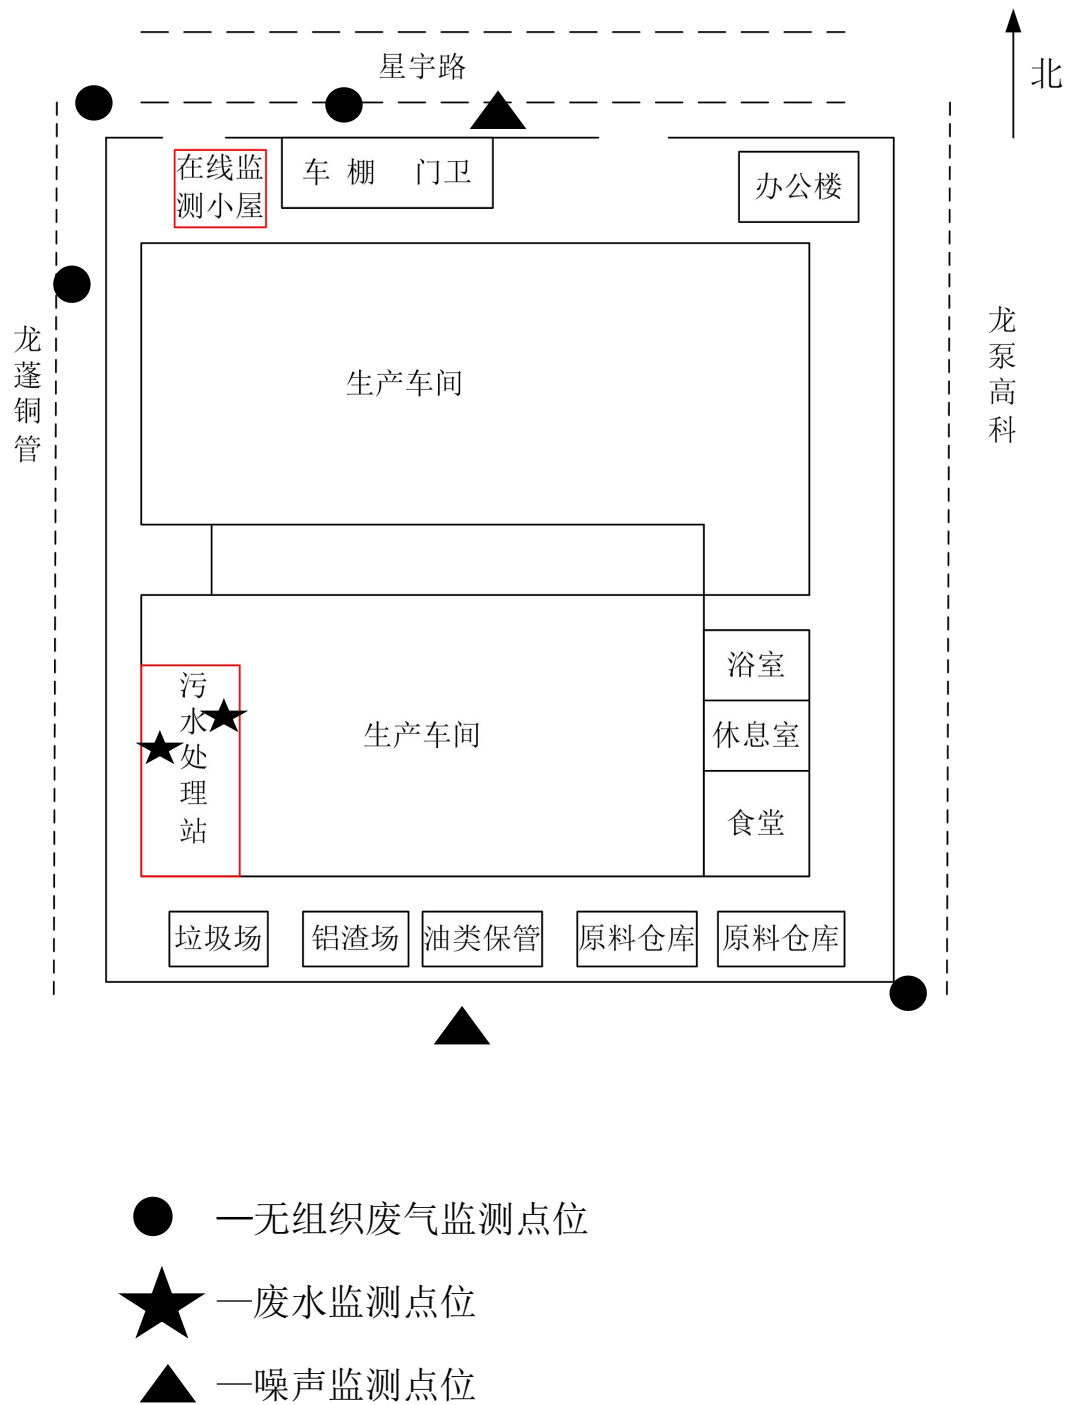 星宇路
北
在线监
测小屋
车 棚 门卫
办公楼
龙蓬铜管
生产车间
龙泵高科
污水处理站
生产车间
浴室
休息室
食堂
垃圾场
铝渣场
油类保管
原料仓库
原料仓库
—无组织废气监测点位
—废水监测点位
—噪声监测点位